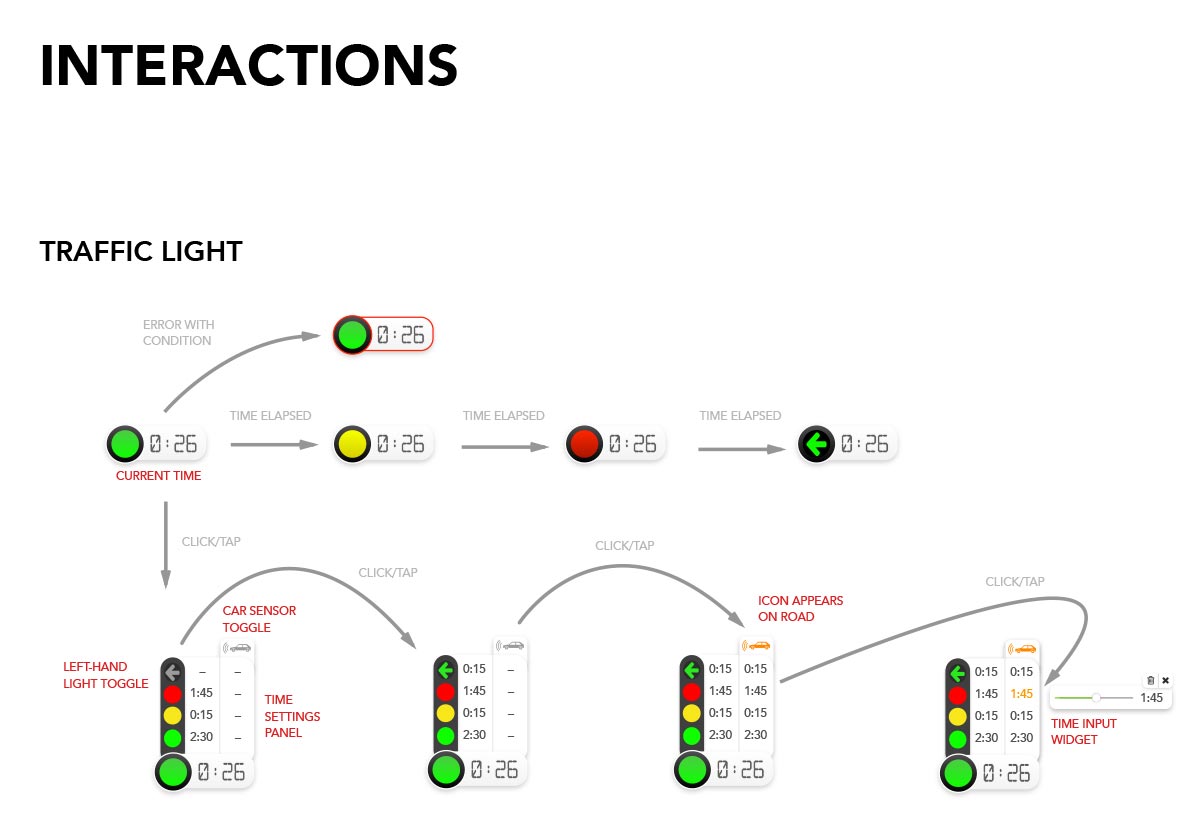 INTERACTIONS
TRAFFIC LIGHT
ERROR WITH
CONDITION
0:26
TIME ELAPSED
TIME ELAPSED
TIME ELAPSED
0:26
0:26
0:26
0:26
CURRENT TIME
CLICK/TAP
CLICK/TAP
CLICK/TAP
CLICK/TAP
CAR SENSOR
TOGGLE
ICON APPEARS
ON ROAD
LEFT-HAND
LIGHT TOGGLE
– –
1:45 –
0:15 –
2:30 –
0:26
TIME
SETTINGS
PANEL
0:15 –
1:45 –
0:15 –
2:30 –
0:26
0:15 0:15
1:45 1:45
0:15 0:15
2:30 2:30
0:26
0:15 0:15
1:45 1:45
0:15 0:15
2:30 2:30
0:26
1:45
TIME INPUT
WIDGET